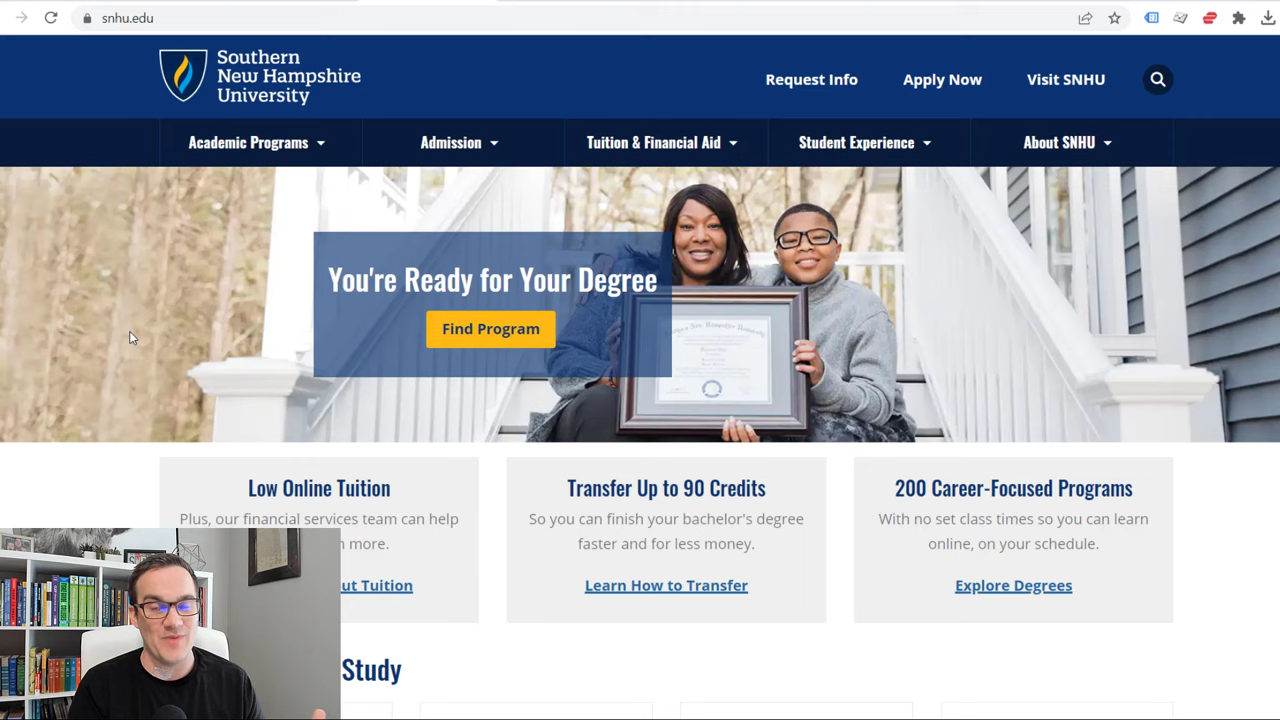 snhu.edu
Southern
New Hampshire
University
Request Info
Apply Now
Visit SNHU
Academic Programs
Admission
Tuition & Financial Aid
Student Experience
About SNHU
You're Ready for Your Degree
Find Program
Low Online Tuition
Plus, our financial services team can help
more.
ut Tuition
Transfer Up to 90 Credits
So you can finish your bachelor's degree
faster and for less money.
Learn How to Transfer
200 Career-Focused Programs
With no set class times so you can learn
online, on your schedule.
Explore Degrees
Study